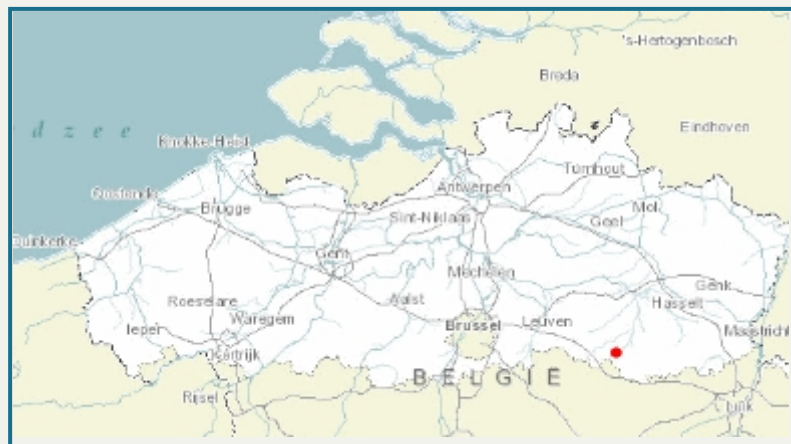 's-Hertogenbosch
Breda
d z e e
Eindhoven
Knokke-Heist
Turnhout
Antwerpen
Oostende
Brugge
Sint-Niklaas
Geel
Mol
Duinkerke
Gent
Mechelen
Genk
Roeselare
Aalst
Hasselt
Ieper
Waregem
Brussel
Leuven
Maastricht
Kortrijk
BELGIË
Rijsel
Luik